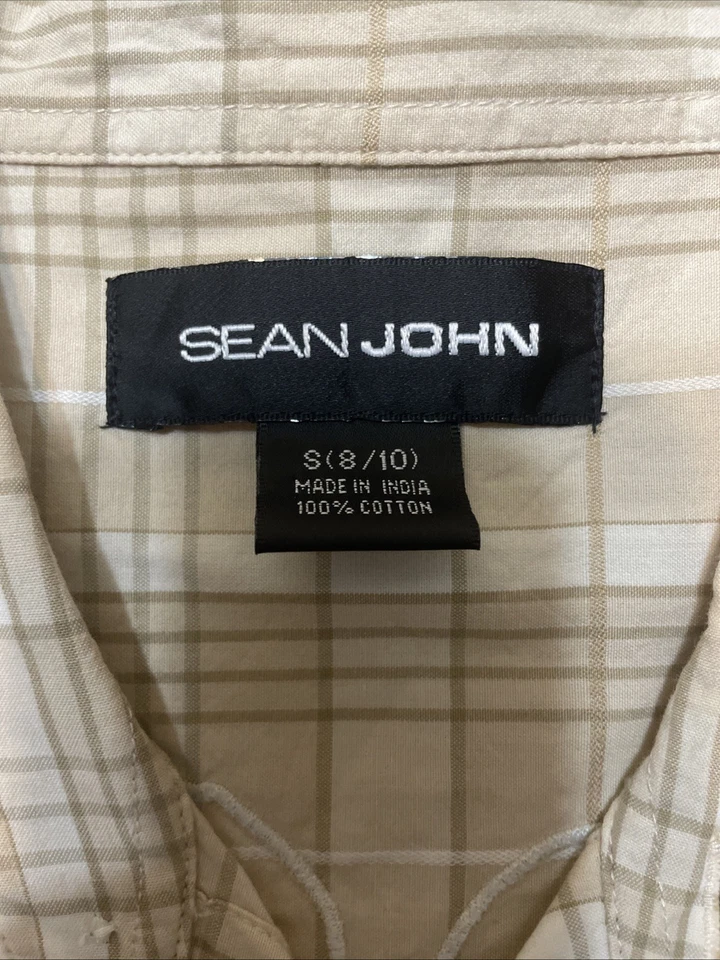 SEAN JOHN
S(8/10)
MADE IN INDIA
100% COTTON